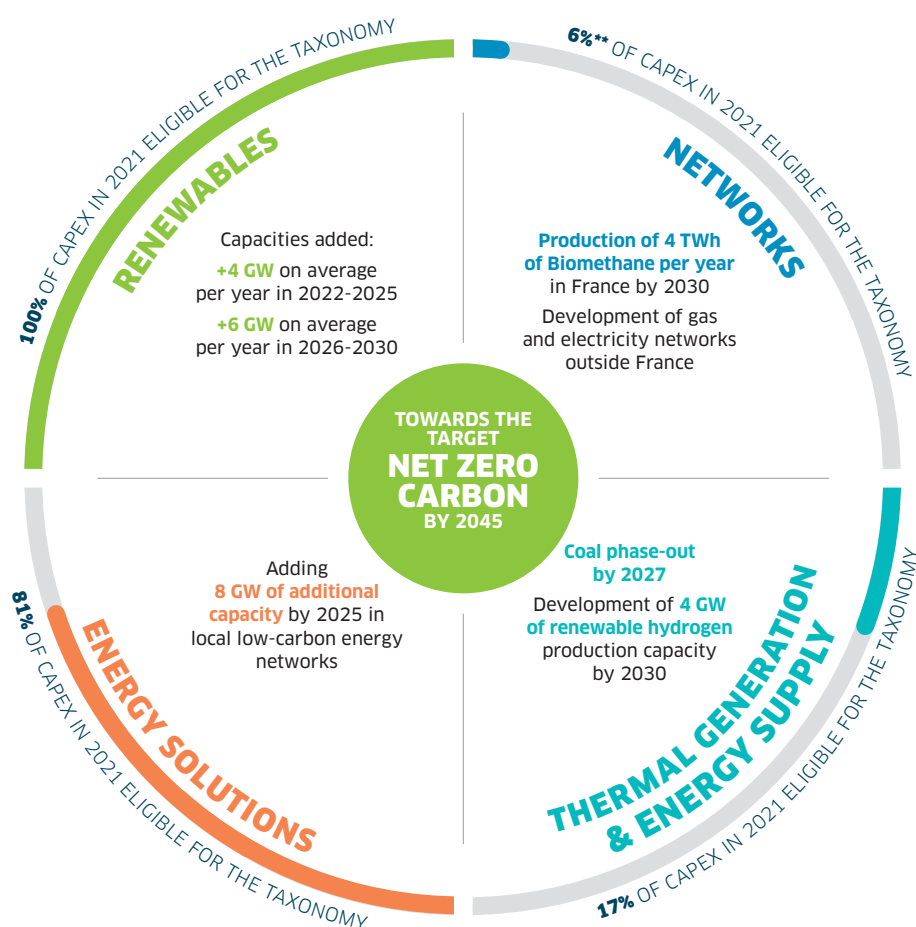 100% OF CAPEX IN 2021 ELIGIBLE FOR THE TAXONOMY
RENEWABLES
Capacities added:
+4 GW on average
per year in 2022-2025
+6 GW on average
per year in 2026-2030
6%** OF CAPEX IN 2021 ELIGIBLE FOR THE TAXONOMY
NETWORKS
Production of 4 TWh
of Biomethane per year
in France by 2030
Development of gas
and electricity networks
outside France
TOWARDS THE
TARGET
NET ZERO
CARBON
BY 2045
81% OF CAPEX IN 2021 ELIGIBLE FOR THE TAXONOMY
ENERGY SOLUTIONS
Adding
8 GW of additional
capacity by 2025 in
local low-carbon energy
networks
Coal phase-out
by 2027
Development of 4 GW
of renewable hydrogen
production capacity
by 2030
THERMAL GENERATION
& ENERGY SUPPLY
17% OF CAPEX IN 2021 ELIGIBLE FOR THE TAXONOMY